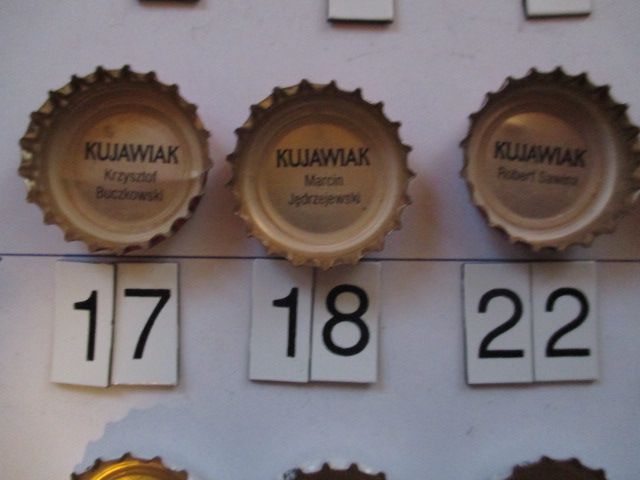 KUJAWIAK
Krzysztof
Buczkowski
KUJAWIAK
Marcin
Jędrzejewski
KUJAWIAK
Robert Sawina
17
18
22